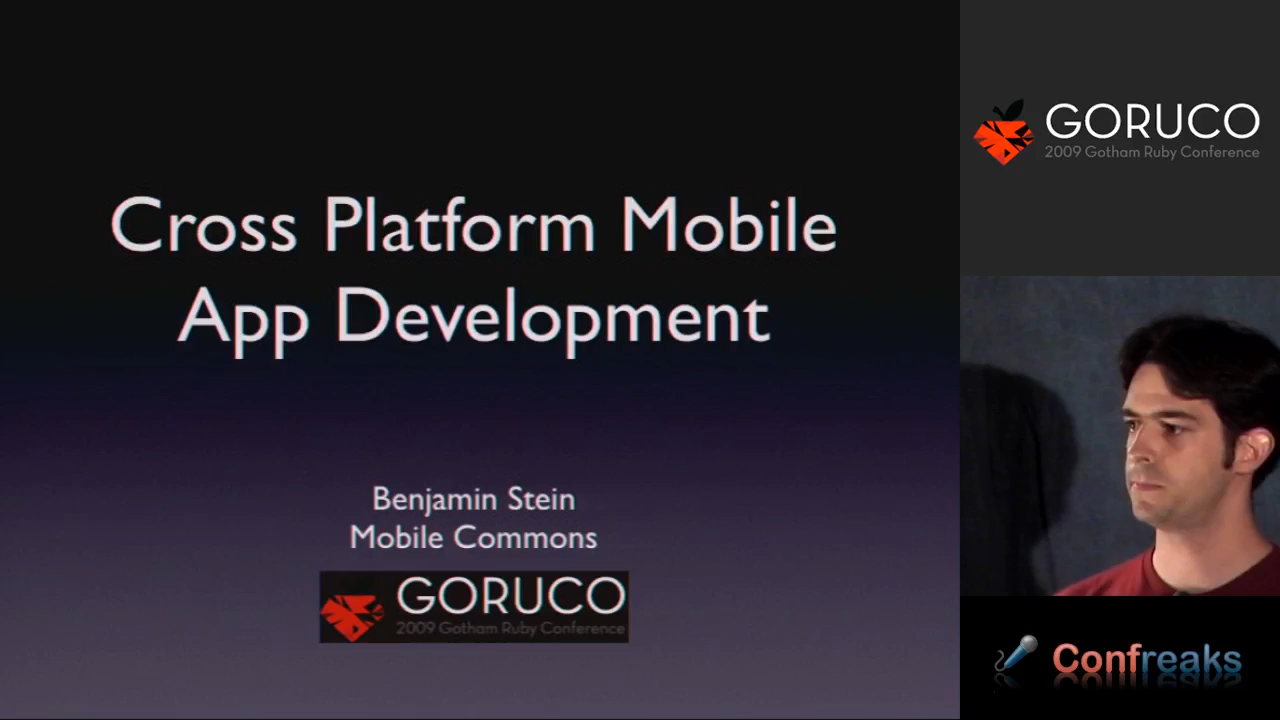 Cross Platform Mobile
App Development
Benjamin Stein
Mobile Commons
GORUCO
2009 Gotham Ruby Conference
GORUCO
2009 Gotham Ruby Conference
Confreaks